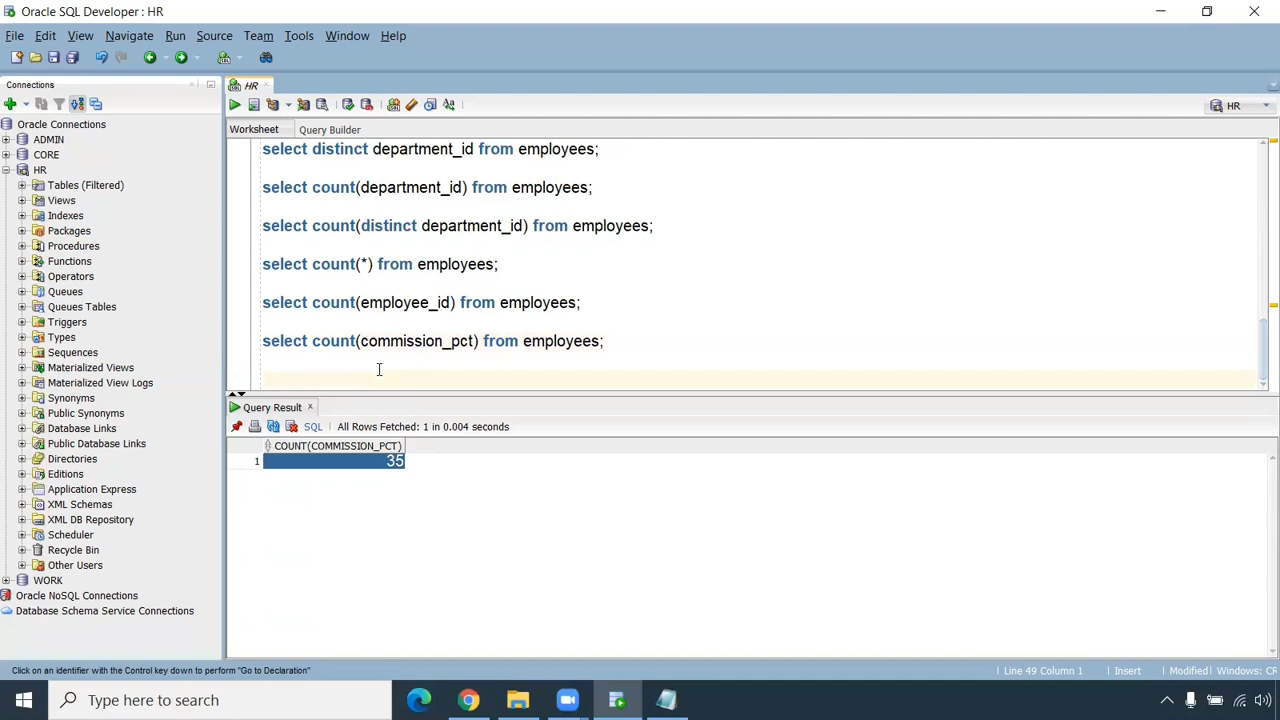 Oracle SQL Developer : HR
File Edit View Navigate Run Source Team Tools Window Help
Connections
HR
HR
Worksheet Query Builder
Oracle Connections
ADMIN
CORE
HR
Tables (Filtered)
Views
Indexes
Packages
Procedures
Functions
Operators
Queues
Queues Tables
Triggers
Types
Sequences
Materialized Views
Materialized View Logs
Synonyms
Public Synonyms
Database Links
Public Database Links
Directories
Editions
Application Express
XML Schemas
XML DB Repository
Scheduler
Recycle Bin
Other Users
WORK
Oracle NoSQL Connections
Database Schema Service Connections
select distinct department_id from employees;
select count(department_id) from employees;
select count(distinct department_id) from employees;
select count(*) from employees;
select count(employee_id) from employees;
select count(commission_pct) from employees;
Query Result
SQL All Rows Fetched: 1 in 0.004 seconds
COUNT(COMMISSION_PCT)
1 35
Click on an identifier with the Control key down to perform "Go to Declaration"
Line 49 Column 1 Insert Modified Windows: CR
Type here to search